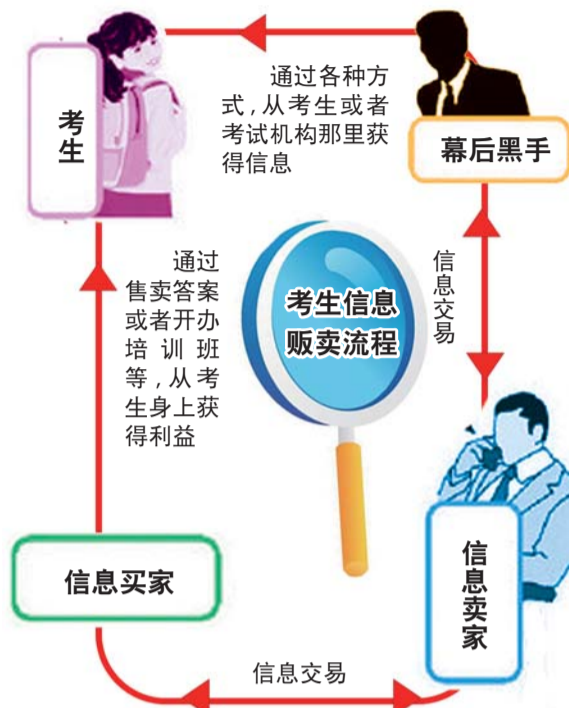 考生
通过各种方
式，从考生或者
考试机构那里获
得信息
幕后黑手
通过
售卖答案
或者开办
培训班
等，从考
生身上获
得利益
考生信息
贩卖流程
信息交易
信息买家
信息卖家
信息交易